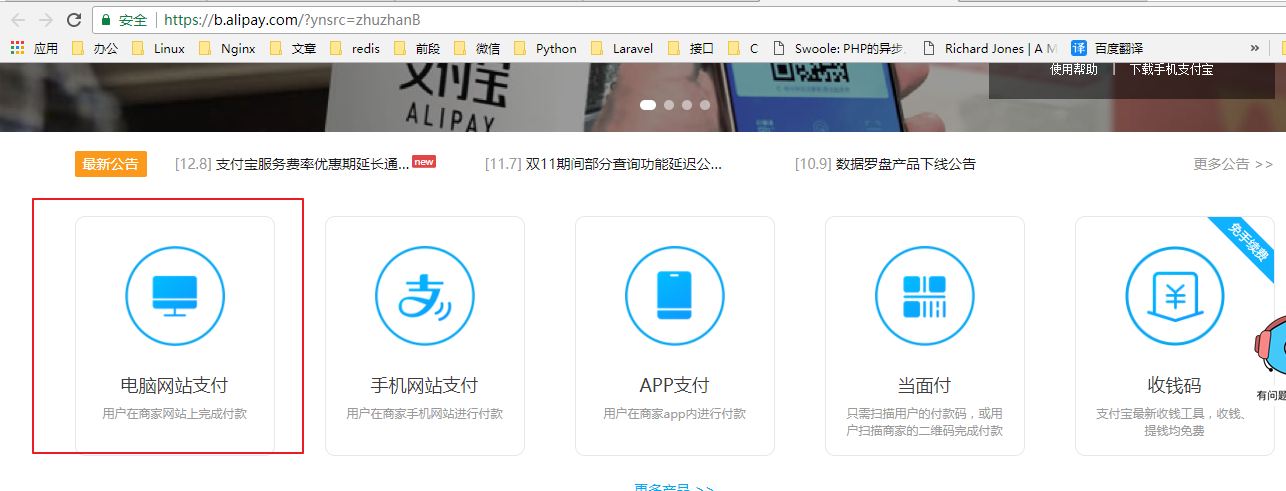 安全 | https://b.alipay.com/?ynsrc=zhuzhanB
应用 办公 Linux Nginx 文章 redis 前段 微信 Python Laravel 接口 C Swoole: PHP的异步 Richard Jones | A M 译 百度翻译 »
支付宝
ALIPAY
使用帮助 | 下载手机支付宝
最新公告 [12.8] 支付宝服务费率优惠期延长通... new [11.7] 双11期间部分查询功能延迟公... [10.9] 数据罗盘产品下线公告 更多公告 >>
免手续费
电脑网站支付 手机网站支付 APP支付 当面付 收钱码
用户在商家网站上完成付款 用户在商家手机网站进行付款 用户在商家app内进行付款 只需扫描用户的付款码，或用 支付宝最新收钱工具，收钱、
户扫描商家的二维码完成付款 提钱均免费
有问题
更多产品 >>